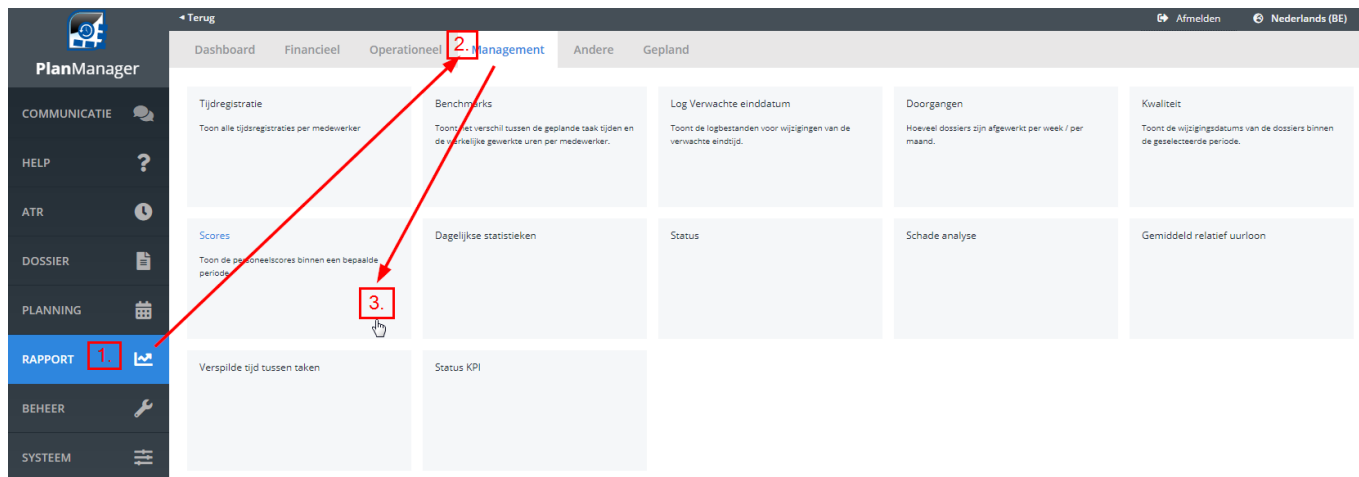 ◂ Terug
Afmelden
Nederlands (BE)
PlanManager
Dashboard Financieel Operationeel 2. Management Andere Gepland
COMMUNICATIE
HELP
ATR
DOSSIER
PLANNING
RAPPORT 1.
BEHEER
SYSTEEM
Tijdregistratie
Toon alle tijdsregistraties per medewerker
Benchmarks
Toont het verschil tussen de geplande taak tijden en
de werkelijke gewerkte uren per medewerker.
Log Verwachte einddatum
Toont de logbestanden voor wijzigingen van de
verwachte eindtijd.
Doorgangen
Hoeveel dossiers zijn afgewerkt per week / per
maand.
Kwaliteit
Toont de wijzigingsdatums van de dossiers binnen
de geselecteerde periode.
Scores
Toon de personeelscores binnen een bepaalde
periode.
3.
Dagelijkse statistieken
Status
Schade analyse
Gemiddeld relatief uurloon
Verspilde tijd tussen taken
Status KPI